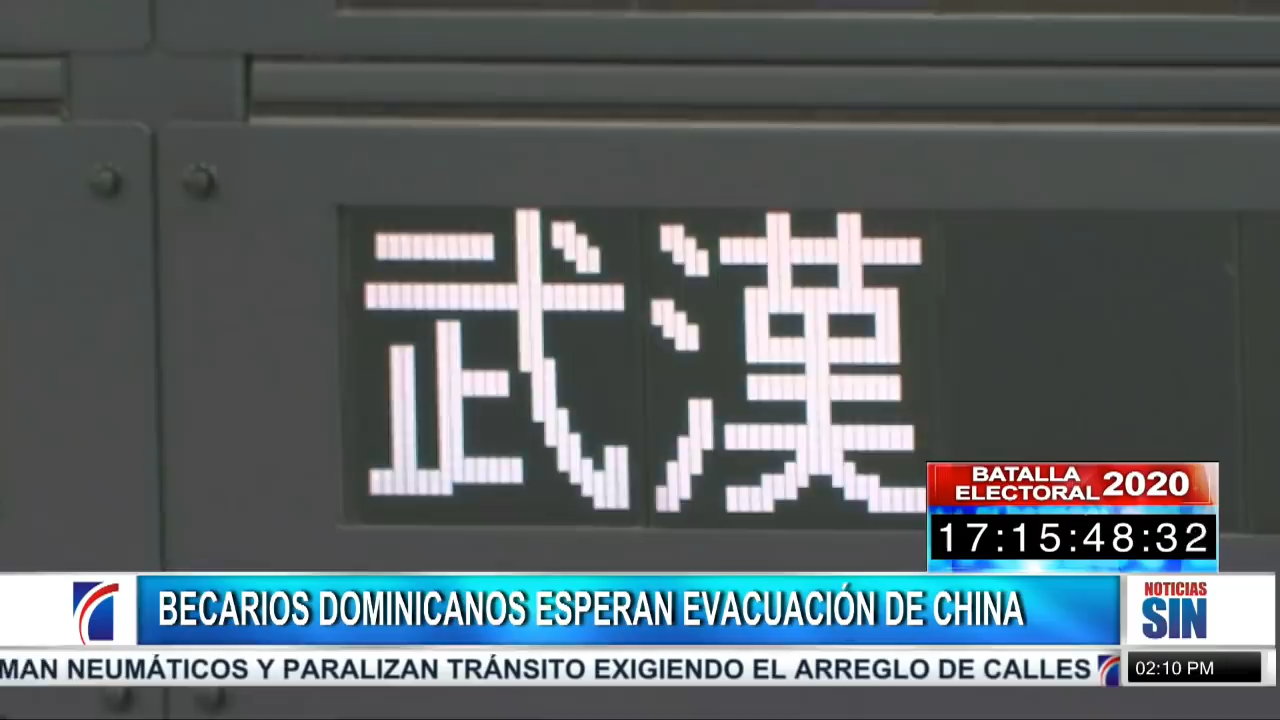 武漢
BATALLA
ELECTORAL 2020
17:15:48:32
BECARIOS DOMINICANOS ESPERAN EVACUACIÓN DE CHINA
NOTICIAS
SIN
MAN NEUMÁTICOS Y PARALIZAN TRÁNSITO EXIGIENDO EL ARREGLO DE CALLES
02:10 PM